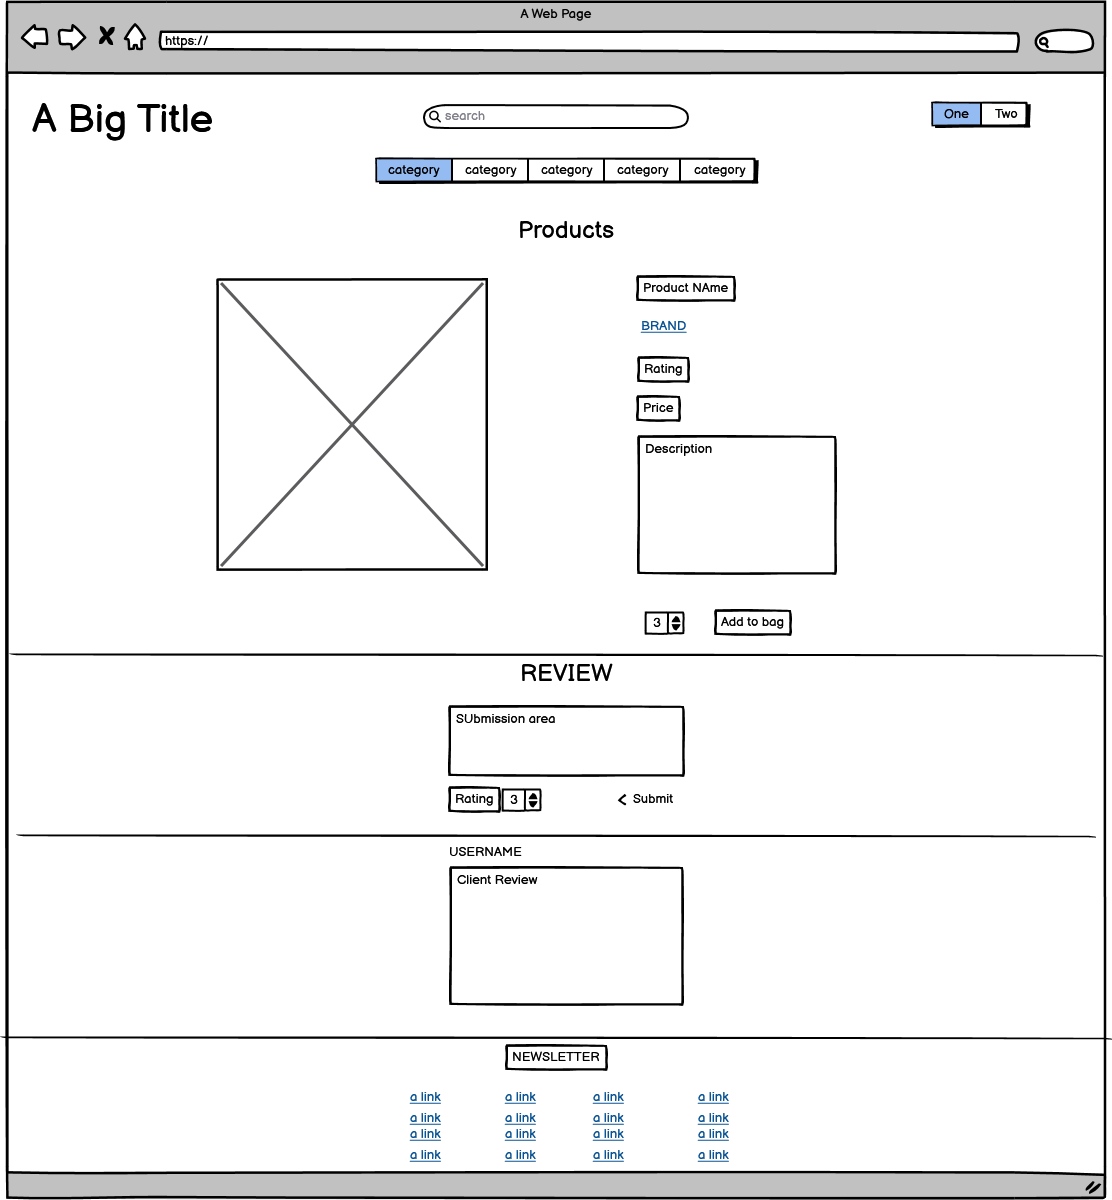 A Web Page
https://
A Big Title
search
One Two
category category category category category
Products
Product NAme
BRAND
Rating
Price
Description
3 Add to bag
REVIEW
SUbmission area
Rating 3 < Submit
USERNAME
Client Review
NEWSLETTER
a link a link a link a link
a link a link a link a link
a link a link a link a link
a link a link a link a link